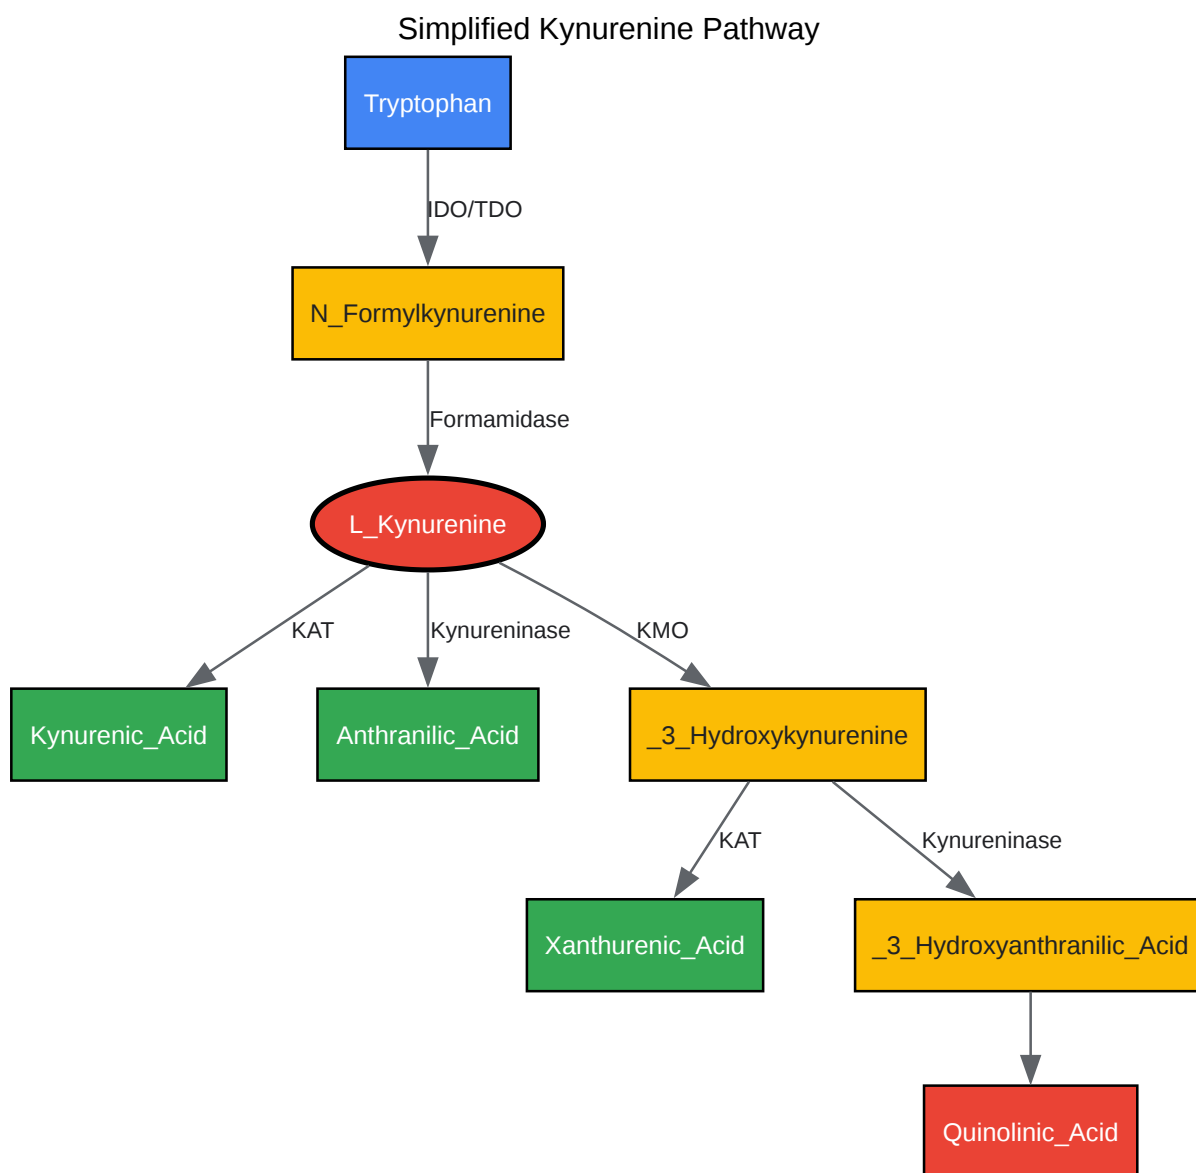 Simplified Kynurenine Pathway
Tryptophan
IDO/TDO
N_Formylkynurenine
Formamidase
L_Kynurenine
KAT
Kynureninase
KMO
Kynurenic_Acid
Anthranilic_Acid
_3_Hydroxykynurenine
KAT
Kynureninase
Xanthurenic_Acid
_3_Hydroxyanthranilic_Acid
Quinolinic_Acid